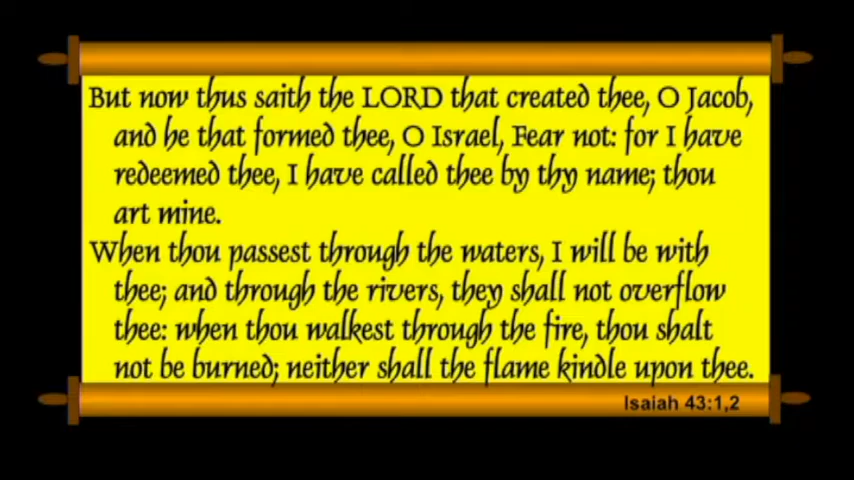 But now thus saith the LORD that created thee, O Jacob,
and he that formed thee, O Israel, Fear not: for I have
redeemed thee, I have called thee by thy name; thou
art mine.
When thou passest through the waters, I will be with
thee; and through the rivers, they shall not overflow
thee: when thou walkest through the fire, thou shalt
not be burned; neither shall the flame kindle upon thee.
Isaiah 43:1,2